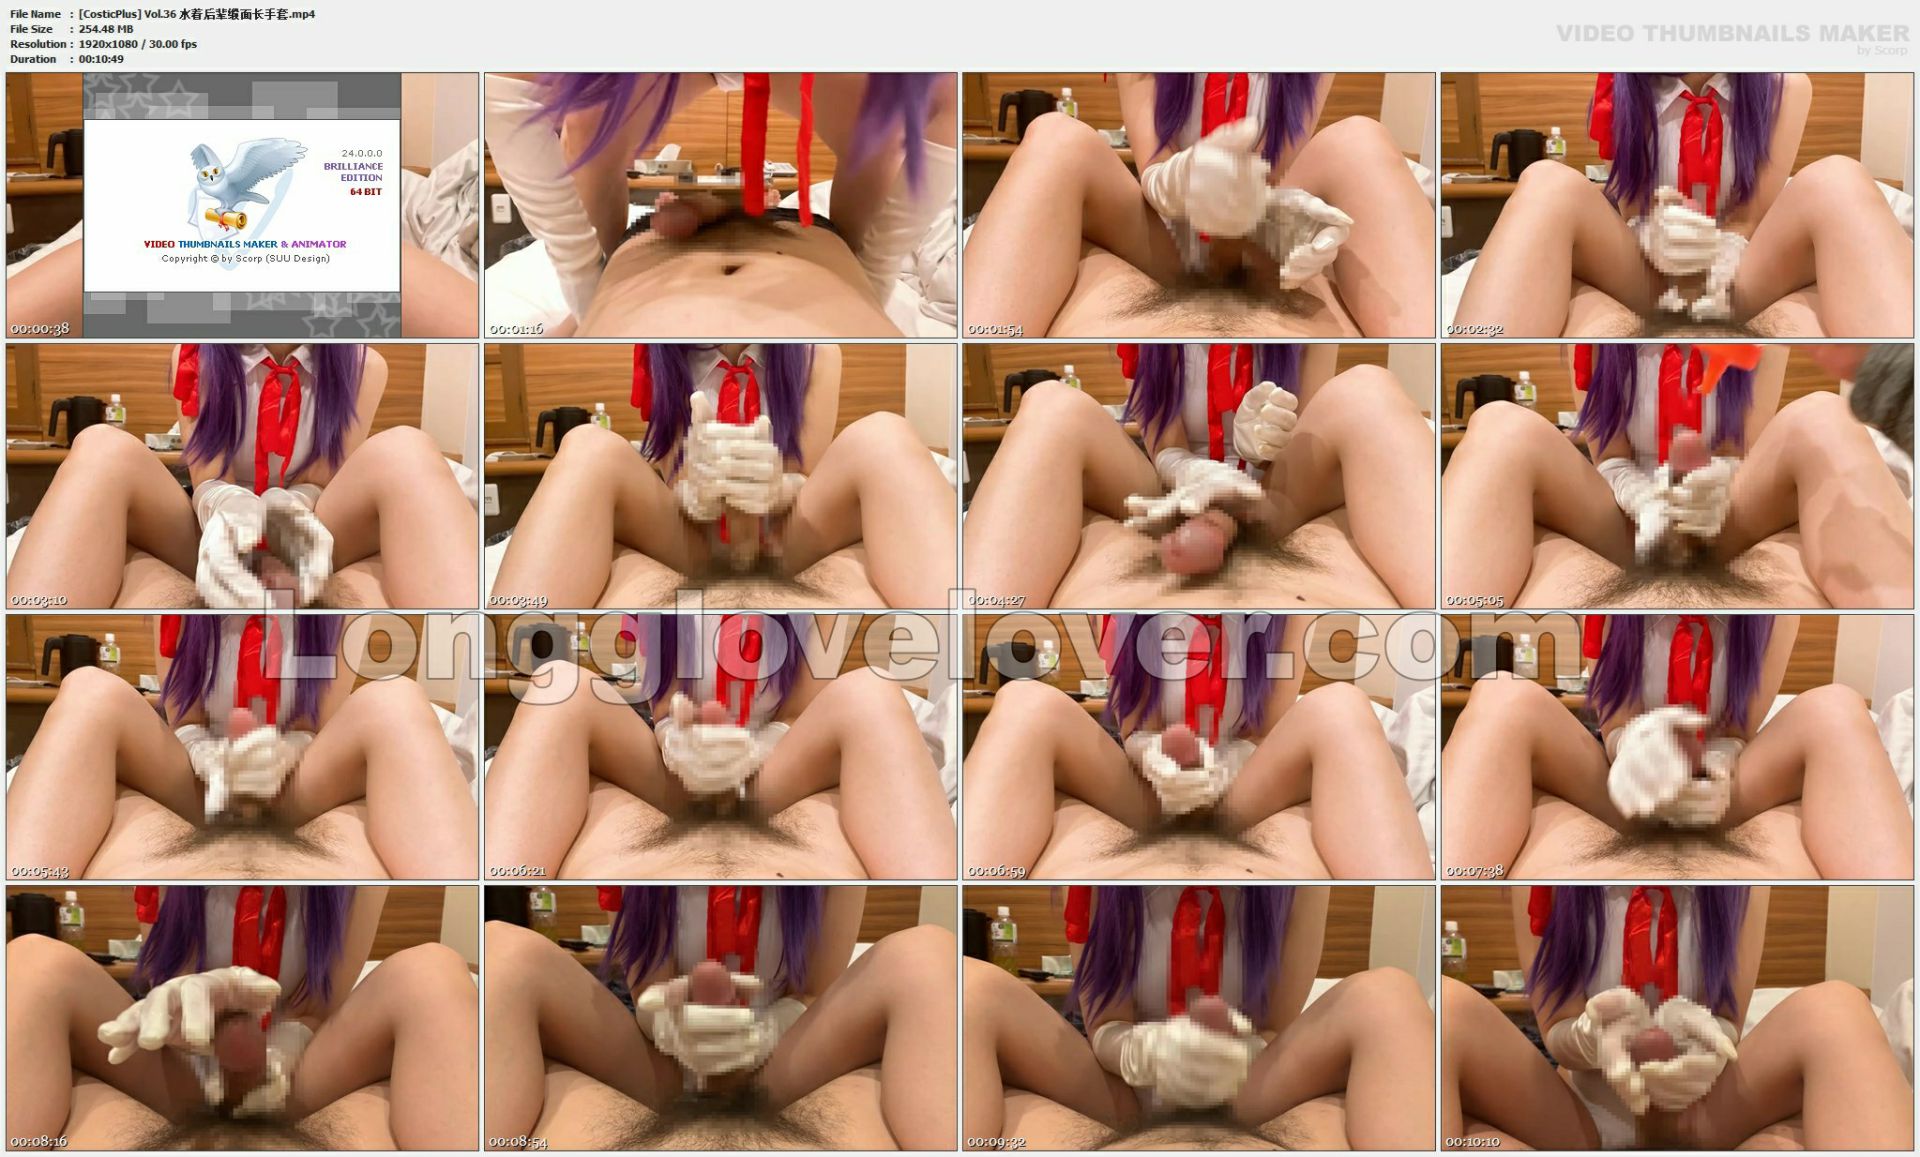 File Name : [CosticPlus] Vol.36 水着后辈缎面长手套.mp4
File Size : 254.48 MB
Resolution : 1920x1080 / 30.00 fps
Duration : 00:10:49
VIDEO THUMBNAILS MAKER
by Scorp
24.0.0.0
BRILLIANCE
EDITION
64 BIT
VIDEO THUMBNAILS MAKER & ANIMATOR
Copyright © by Scorp (SUU Design)
00:00:38
00:01:16
00:01:54
00:02:32
00:03:10
00:03:49
00:04:27
00:05:05
Longglovelover.com
00:05:43
00:06:21
00:06:59
00:07:38
00:08:16
00:08:54
00:09:32
00:10:10